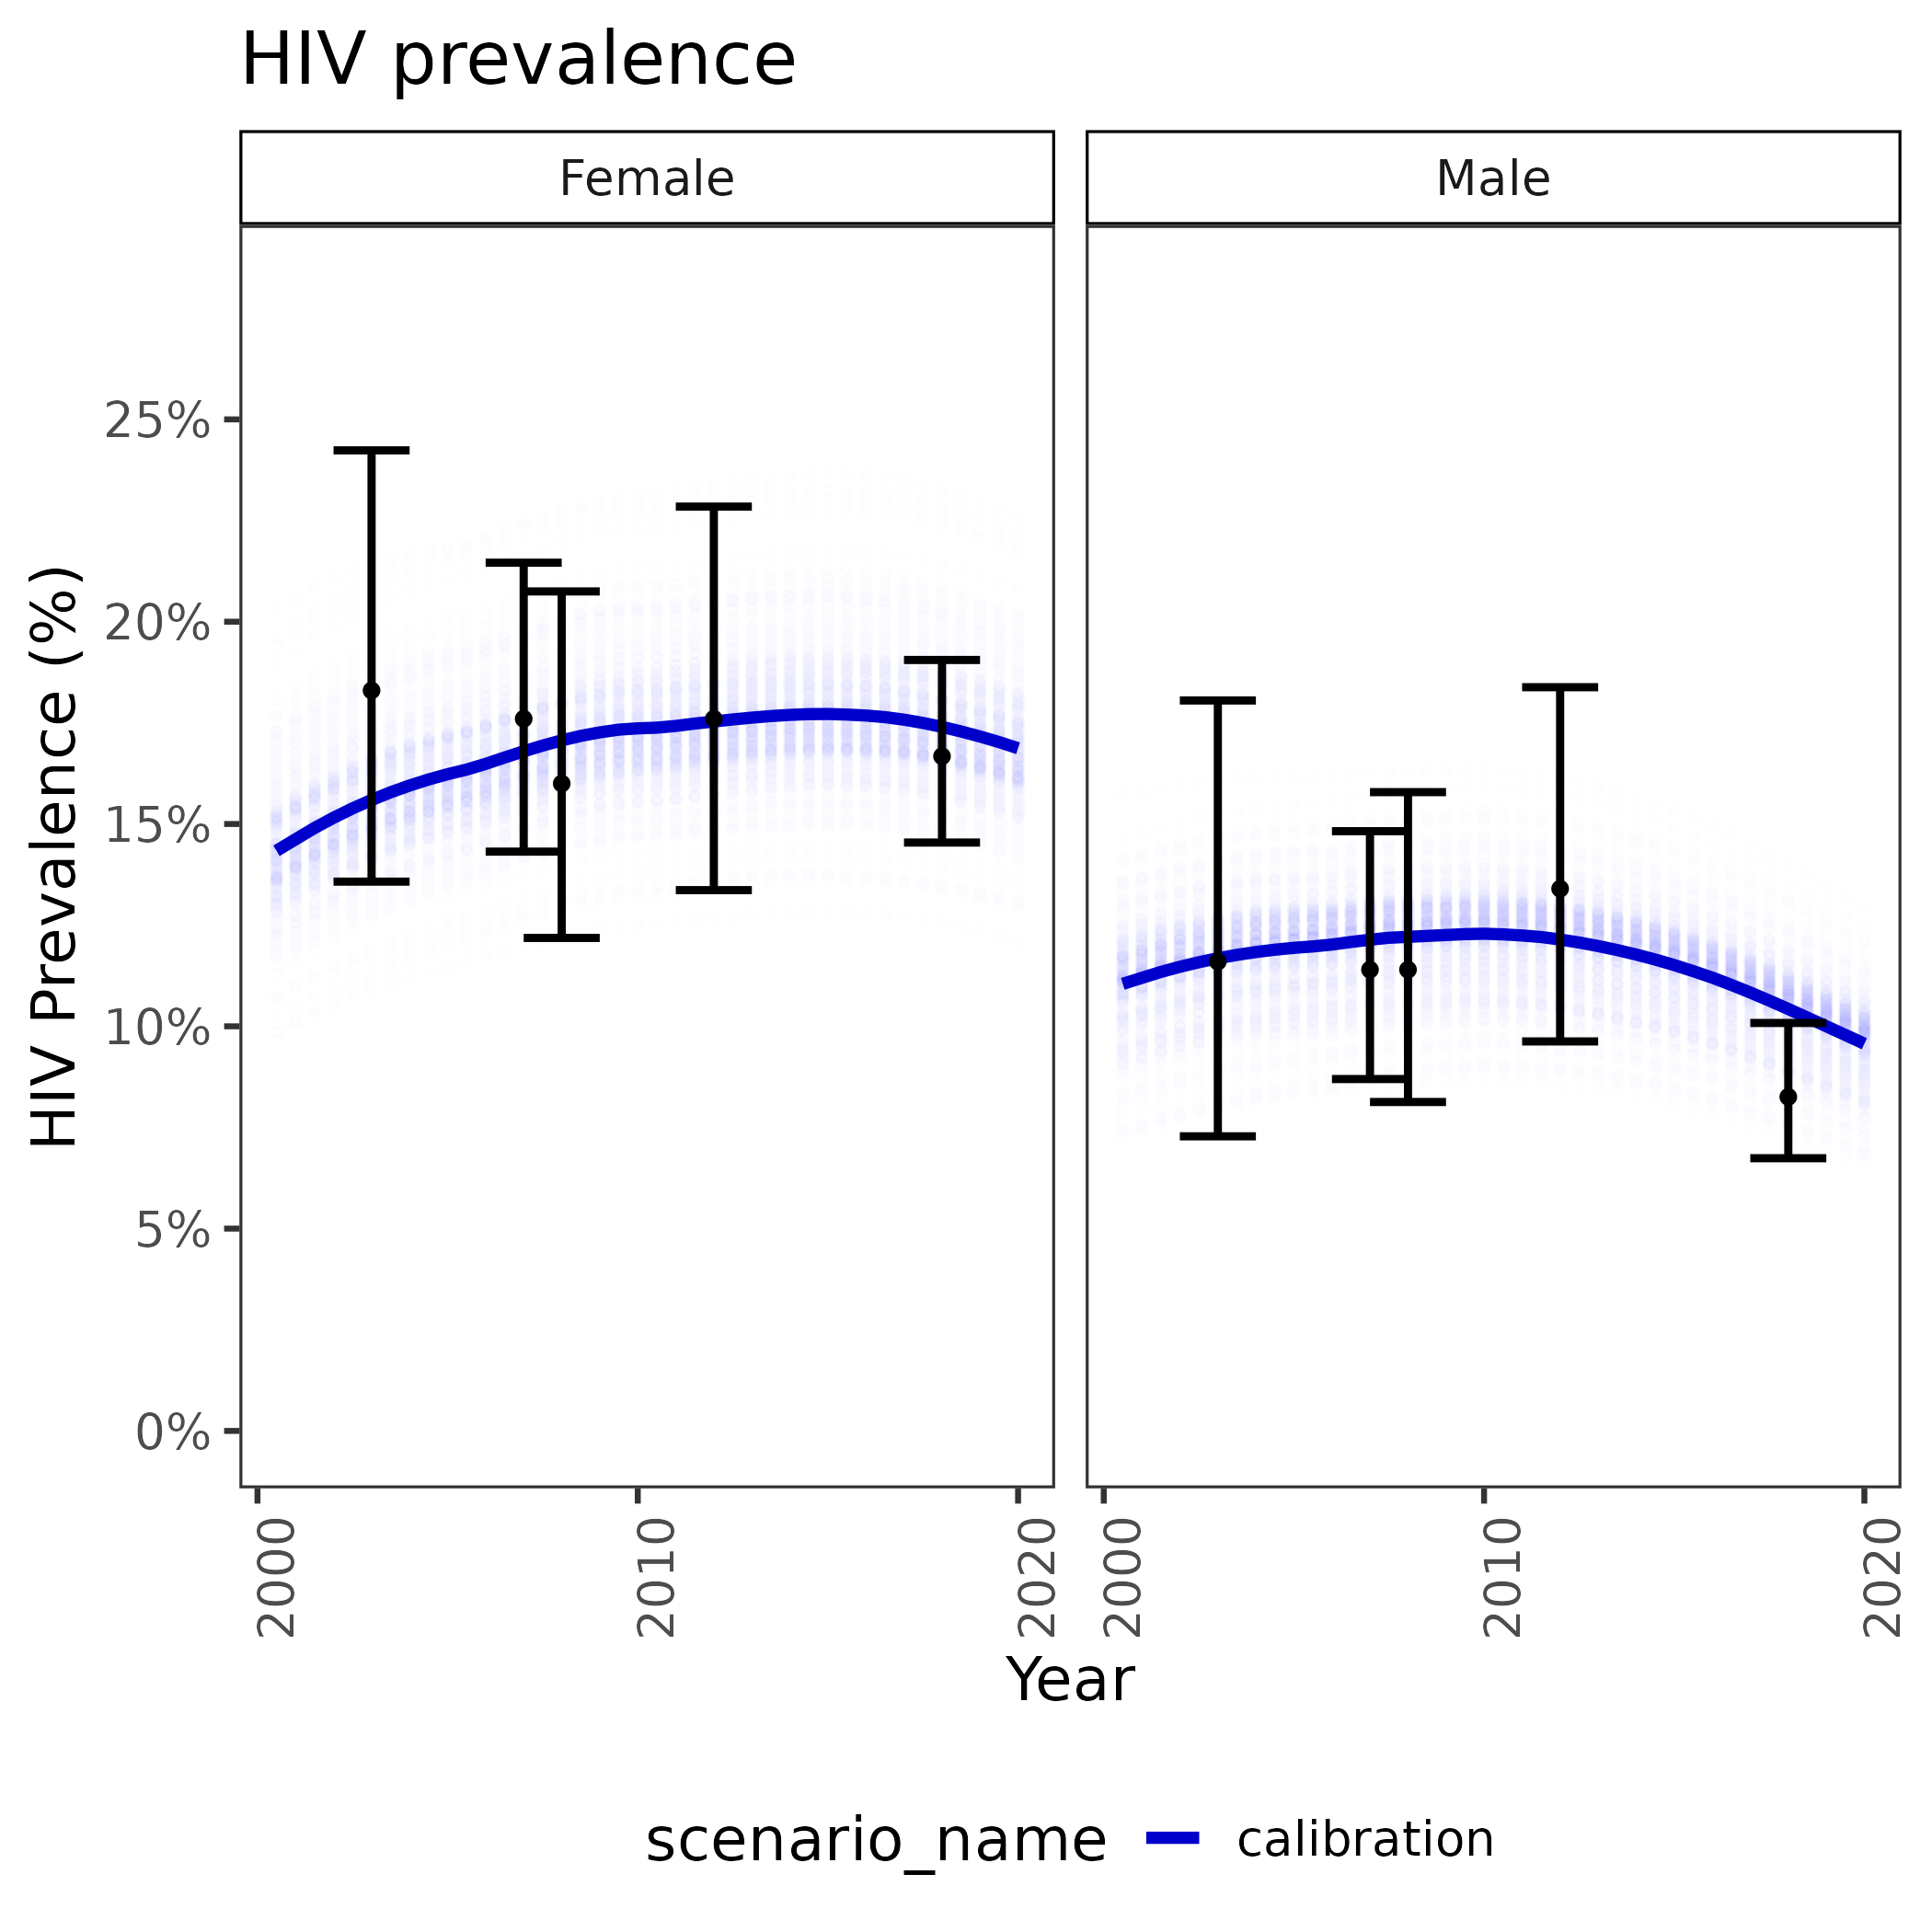 HIV prevalence
Female
Male
HIV Prevalence (%)
25%
20%
15%
10%
5%
0%
2000
2010
2020
2000
2010
2020
Year
scenario_name
calibration